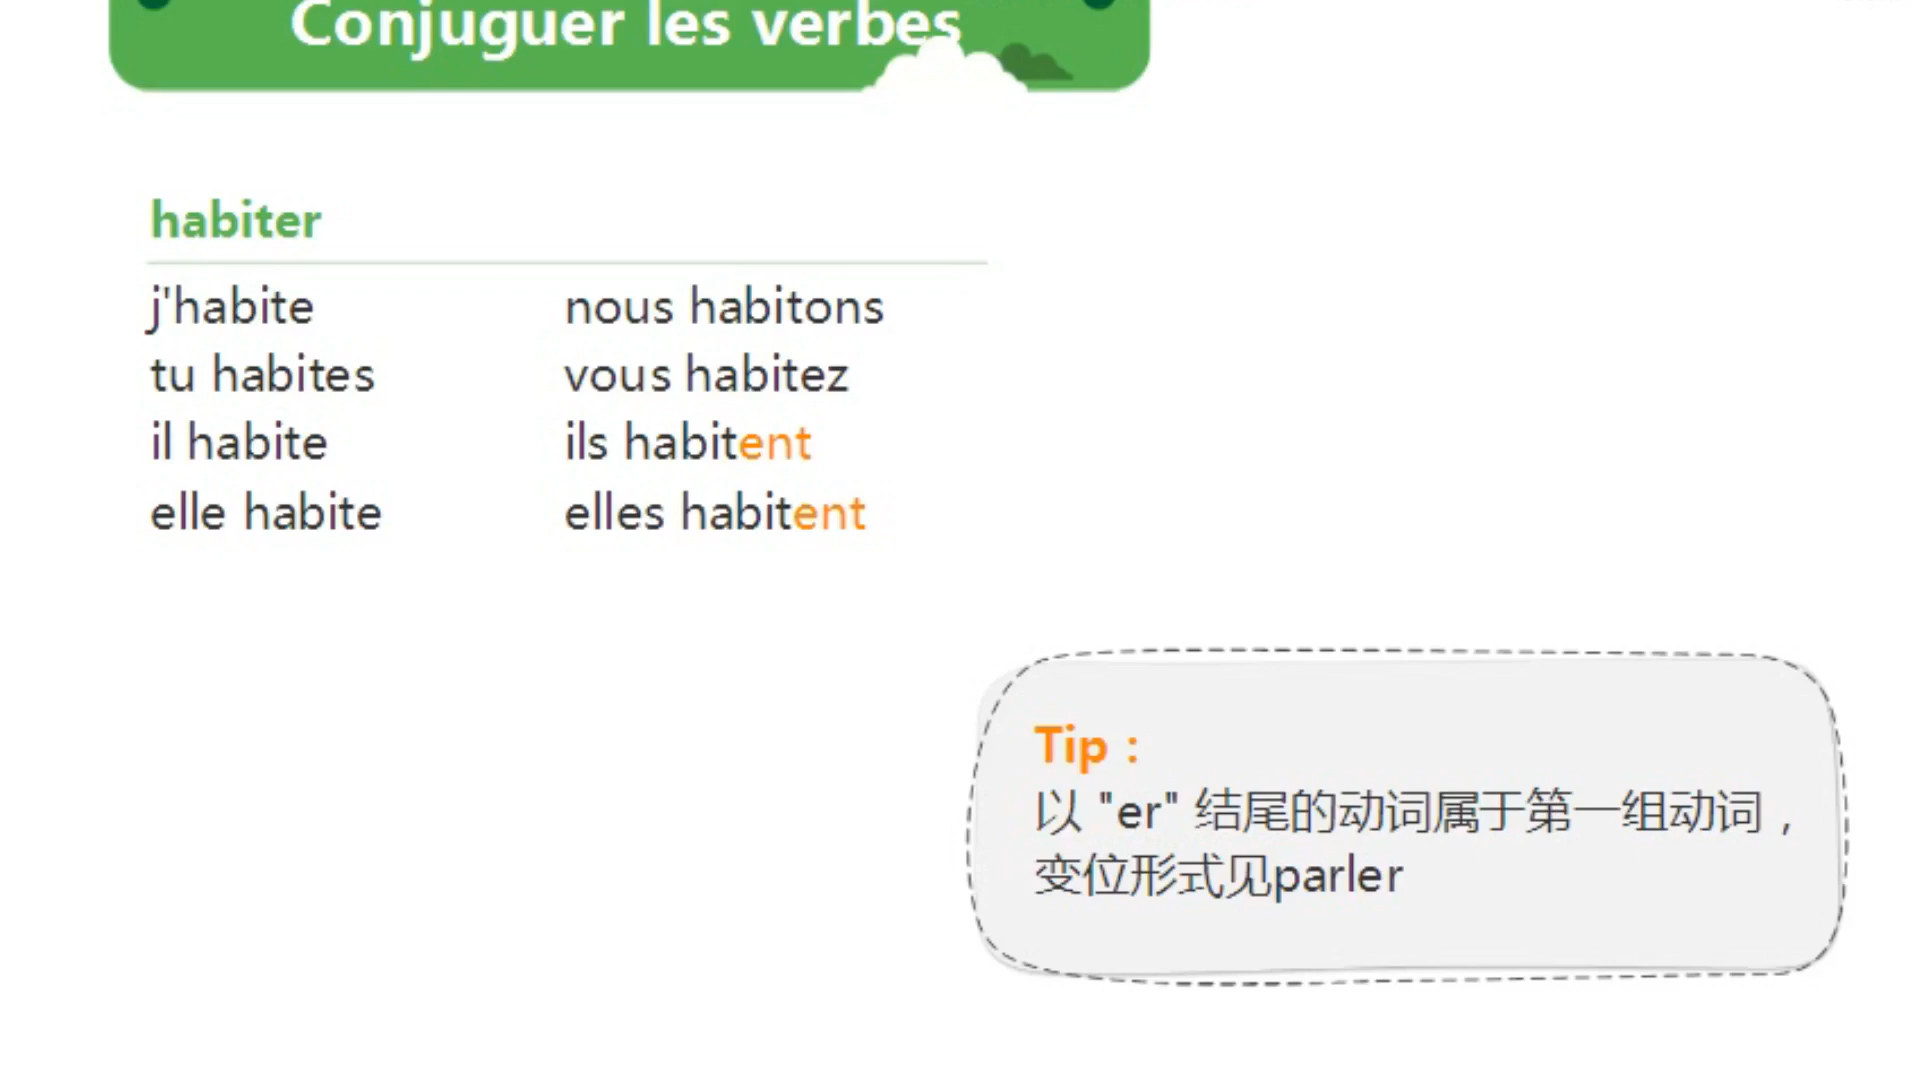 Conjuguer les verbes
habiter
j'habite nous habitons
tu habites vous habitez
il habite ils habitent
elle habite elles habitent
Tip：
以 "er" 结尾的动词属于第一组动词，
变位形式见parler